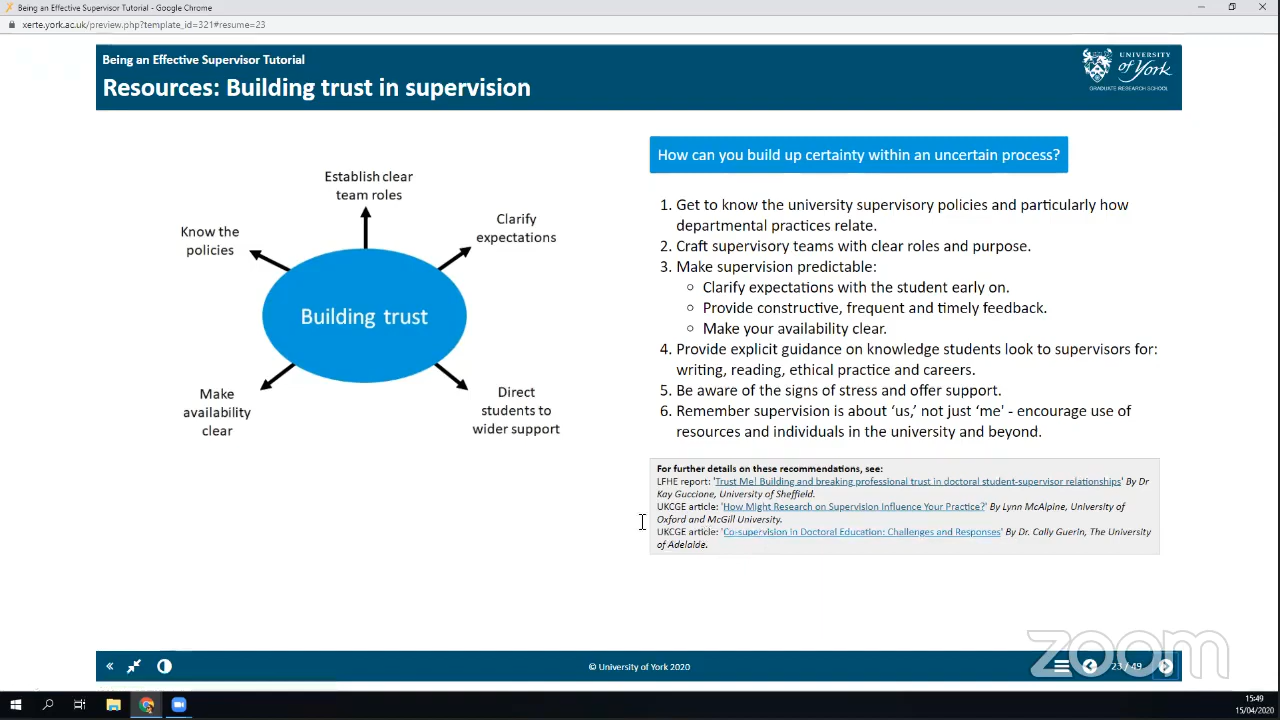 Being an Effective Supervisor Tutorial - Google Chrome
xerte.york.ac.uk/preview.php?template_id=321#resume=23
Being an Effective Supervisor Tutorial
Resources: Building trust in supervision
UNIVERSITY
of York
GRADUATE RESEARCH SCHOOL
Establish clear
team roles
Clarify
expectations
Know the
policies
Building trust
Make
availability
clear
Direct
students to
wider support
How can you build up certainty within an uncertain process?
1. Get to know the university supervisory policies and particularly how
departmental practices relate.
2. Craft supervisory teams with clear roles and purpose.
3. Make supervision predictable:
Clarify expectations with the student early on.
Provide constructive, frequent and timely feedback.
Make your availability clear.
4. Provide explicit guidance on knowledge students look to supervisors for:
writing, reading, ethical practice and careers.
5. Be aware of the signs of stress and offer support.
6. Remember supervision is about ‘us,’ not just ‘me' - encourage use of
resources and individuals in the university and beyond.
For further details on these recommendations, see:
LFHE report: 'Trust Me! Building and breaking professional trust in doctoral student-supervisor relationships' By Dr
Kay Guccione, University of Sheffield.
UKCGE article: 'How Might Research on Supervision Influence Your Practice?' By Lynn McAlpine, University of
Oxford and McGill University.
UKCGE article: 'Co-supervision in Doctoral Education: Challenges and Responses' By Dr. Cally Guerin, The University
of Adelaide.
zoom
© University of York 2020
23 / 49
15:49
15/04/2020